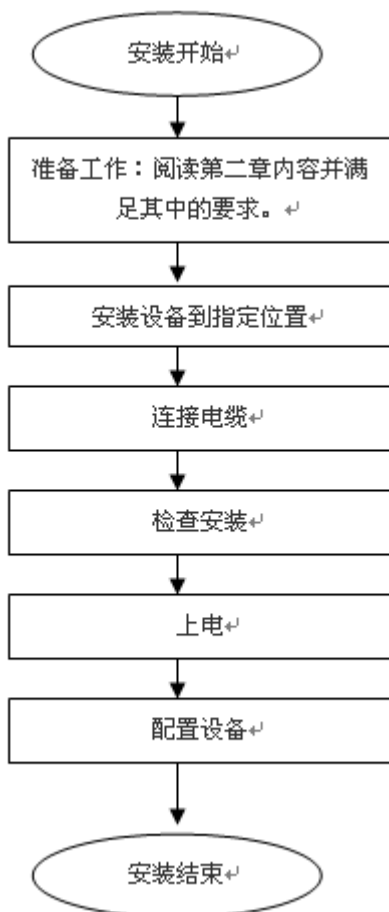 安装开始↵
准备工作：阅读第二章内容并满
足其中的要求。↵
安装设备到指定位置↵
连接电缆↵
检查安装↵
上电↵
配置设备↵
安装结束↵